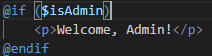 @if ($isAdmin)
    <p>Welcome, Admin!</p>
@endif